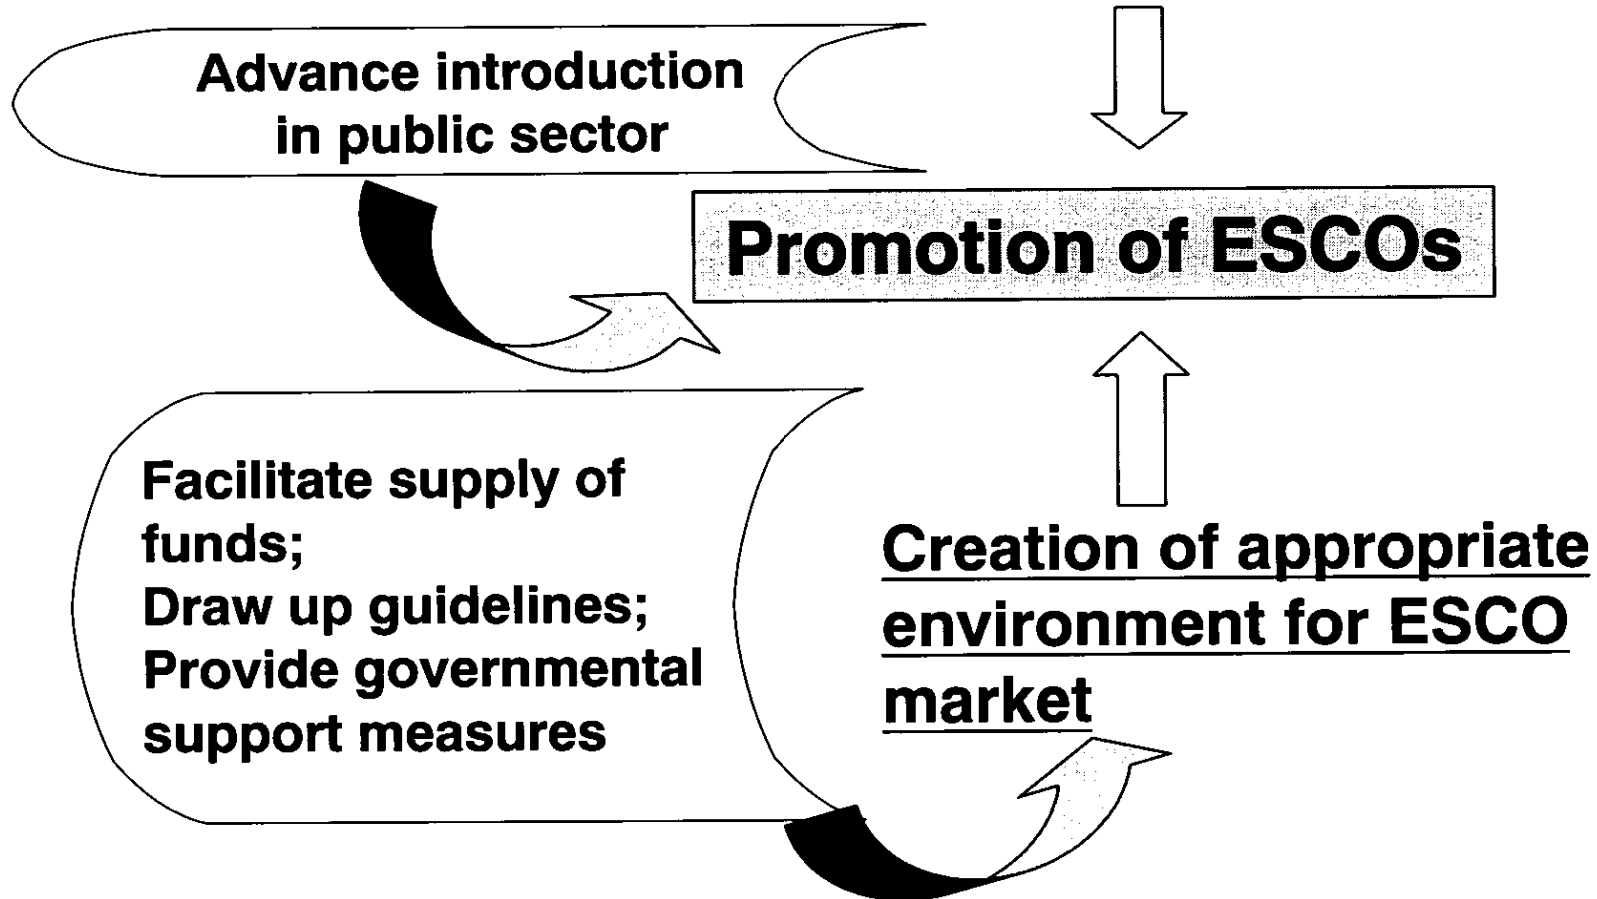 Advance introduction
in public sector
Promotion of ESCOs
Facilitate supply of
funds;
Draw up guidelines;
Provide governmental
support measures
Creation of appropriate
environment for ESCO
market